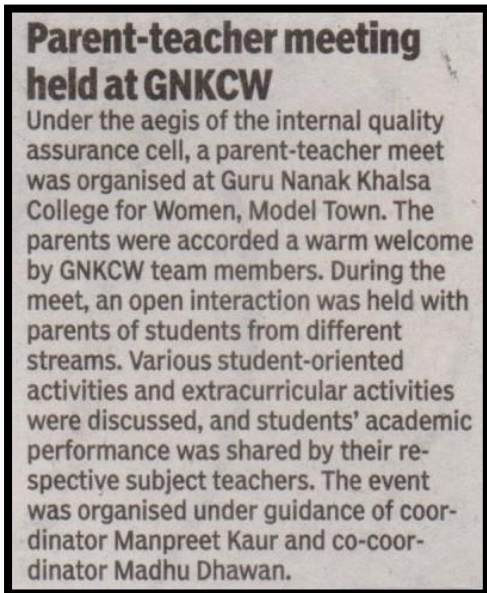 Parent-teacher meeting
held at GNKCW
Under the aegis of the internal quality
assurance cell, a parent-teacher meet
was organised at Guru Nanak Khalsa
College for Women, Model Town. The
parents were accorded a warm welcome
by GNKCW team members. During the
meet, an open interaction was held with
parents of students from different
streams. Various student-oriented
activities and extracurricular activities
were discussed, and students’ academic
performance was shared by their re-
spective subject teachers. The event
was organised under guidance of coor-
dinator Manpreet Kaur and co-coor-
dinator Madhu Dhawan.